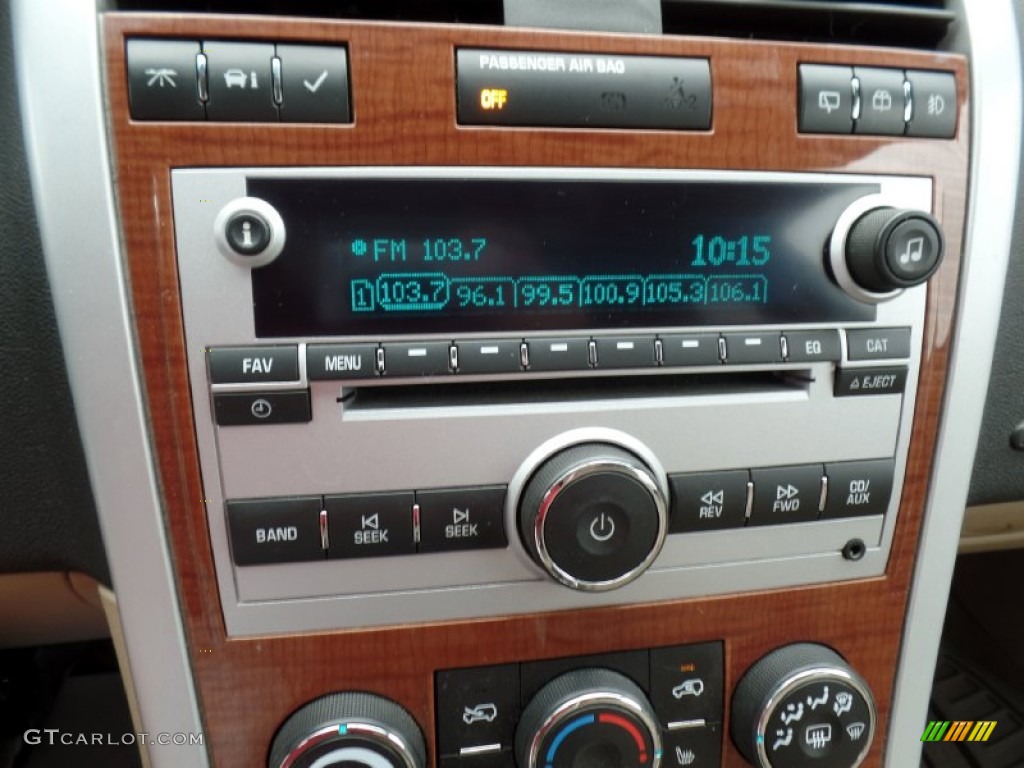 PASSENGER AIR BAG
OFF
FM 103.7 10:15
1 103.7 96.1 99.5 100.9 105.3 106.1
FAV MENU EQ CAT
EJECT
BAND SEEK SEEK REV FWD CD/AUX
GTCARLOT.COM